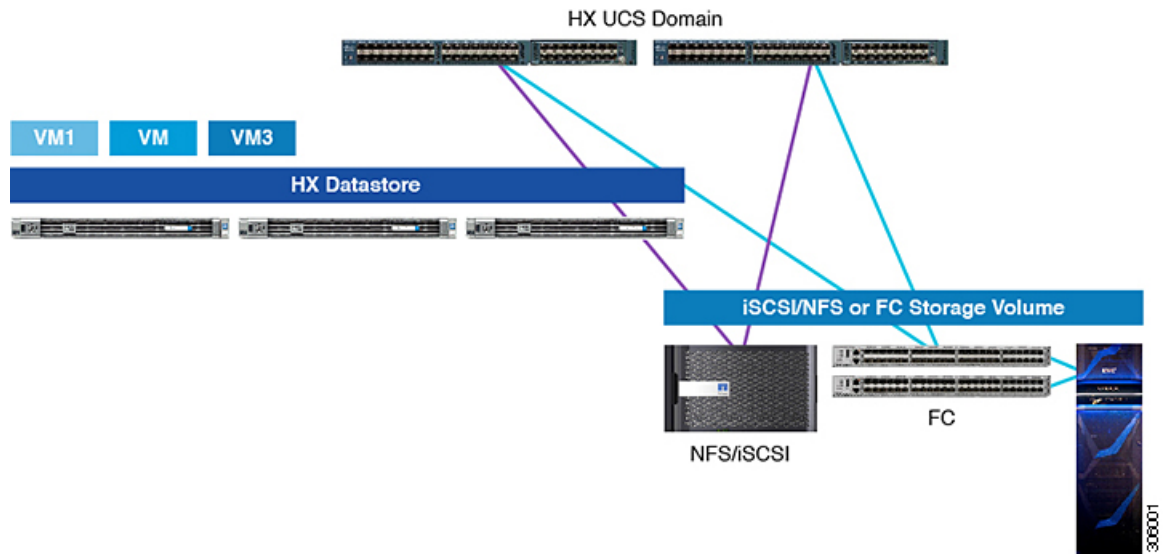 HX UCS Domain
VM1
VM
VM3
HX Datastore
iSCSI/NFS or FC Storage Volume
NFS/iSCSI
FC
306001